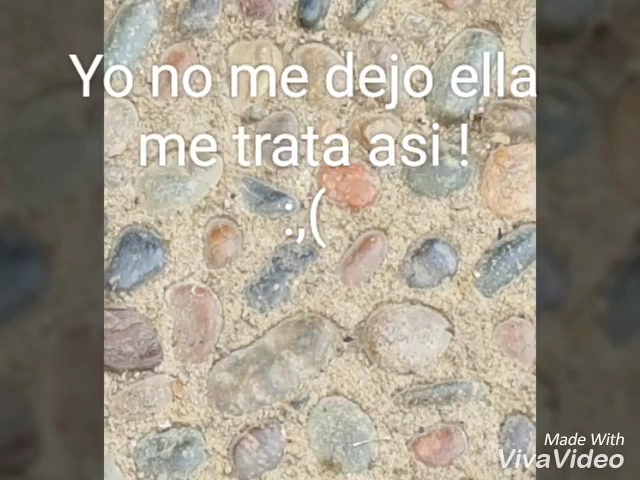 Yo no me dejo ella
me trata asi !
:,(
Made With
VivaVideo